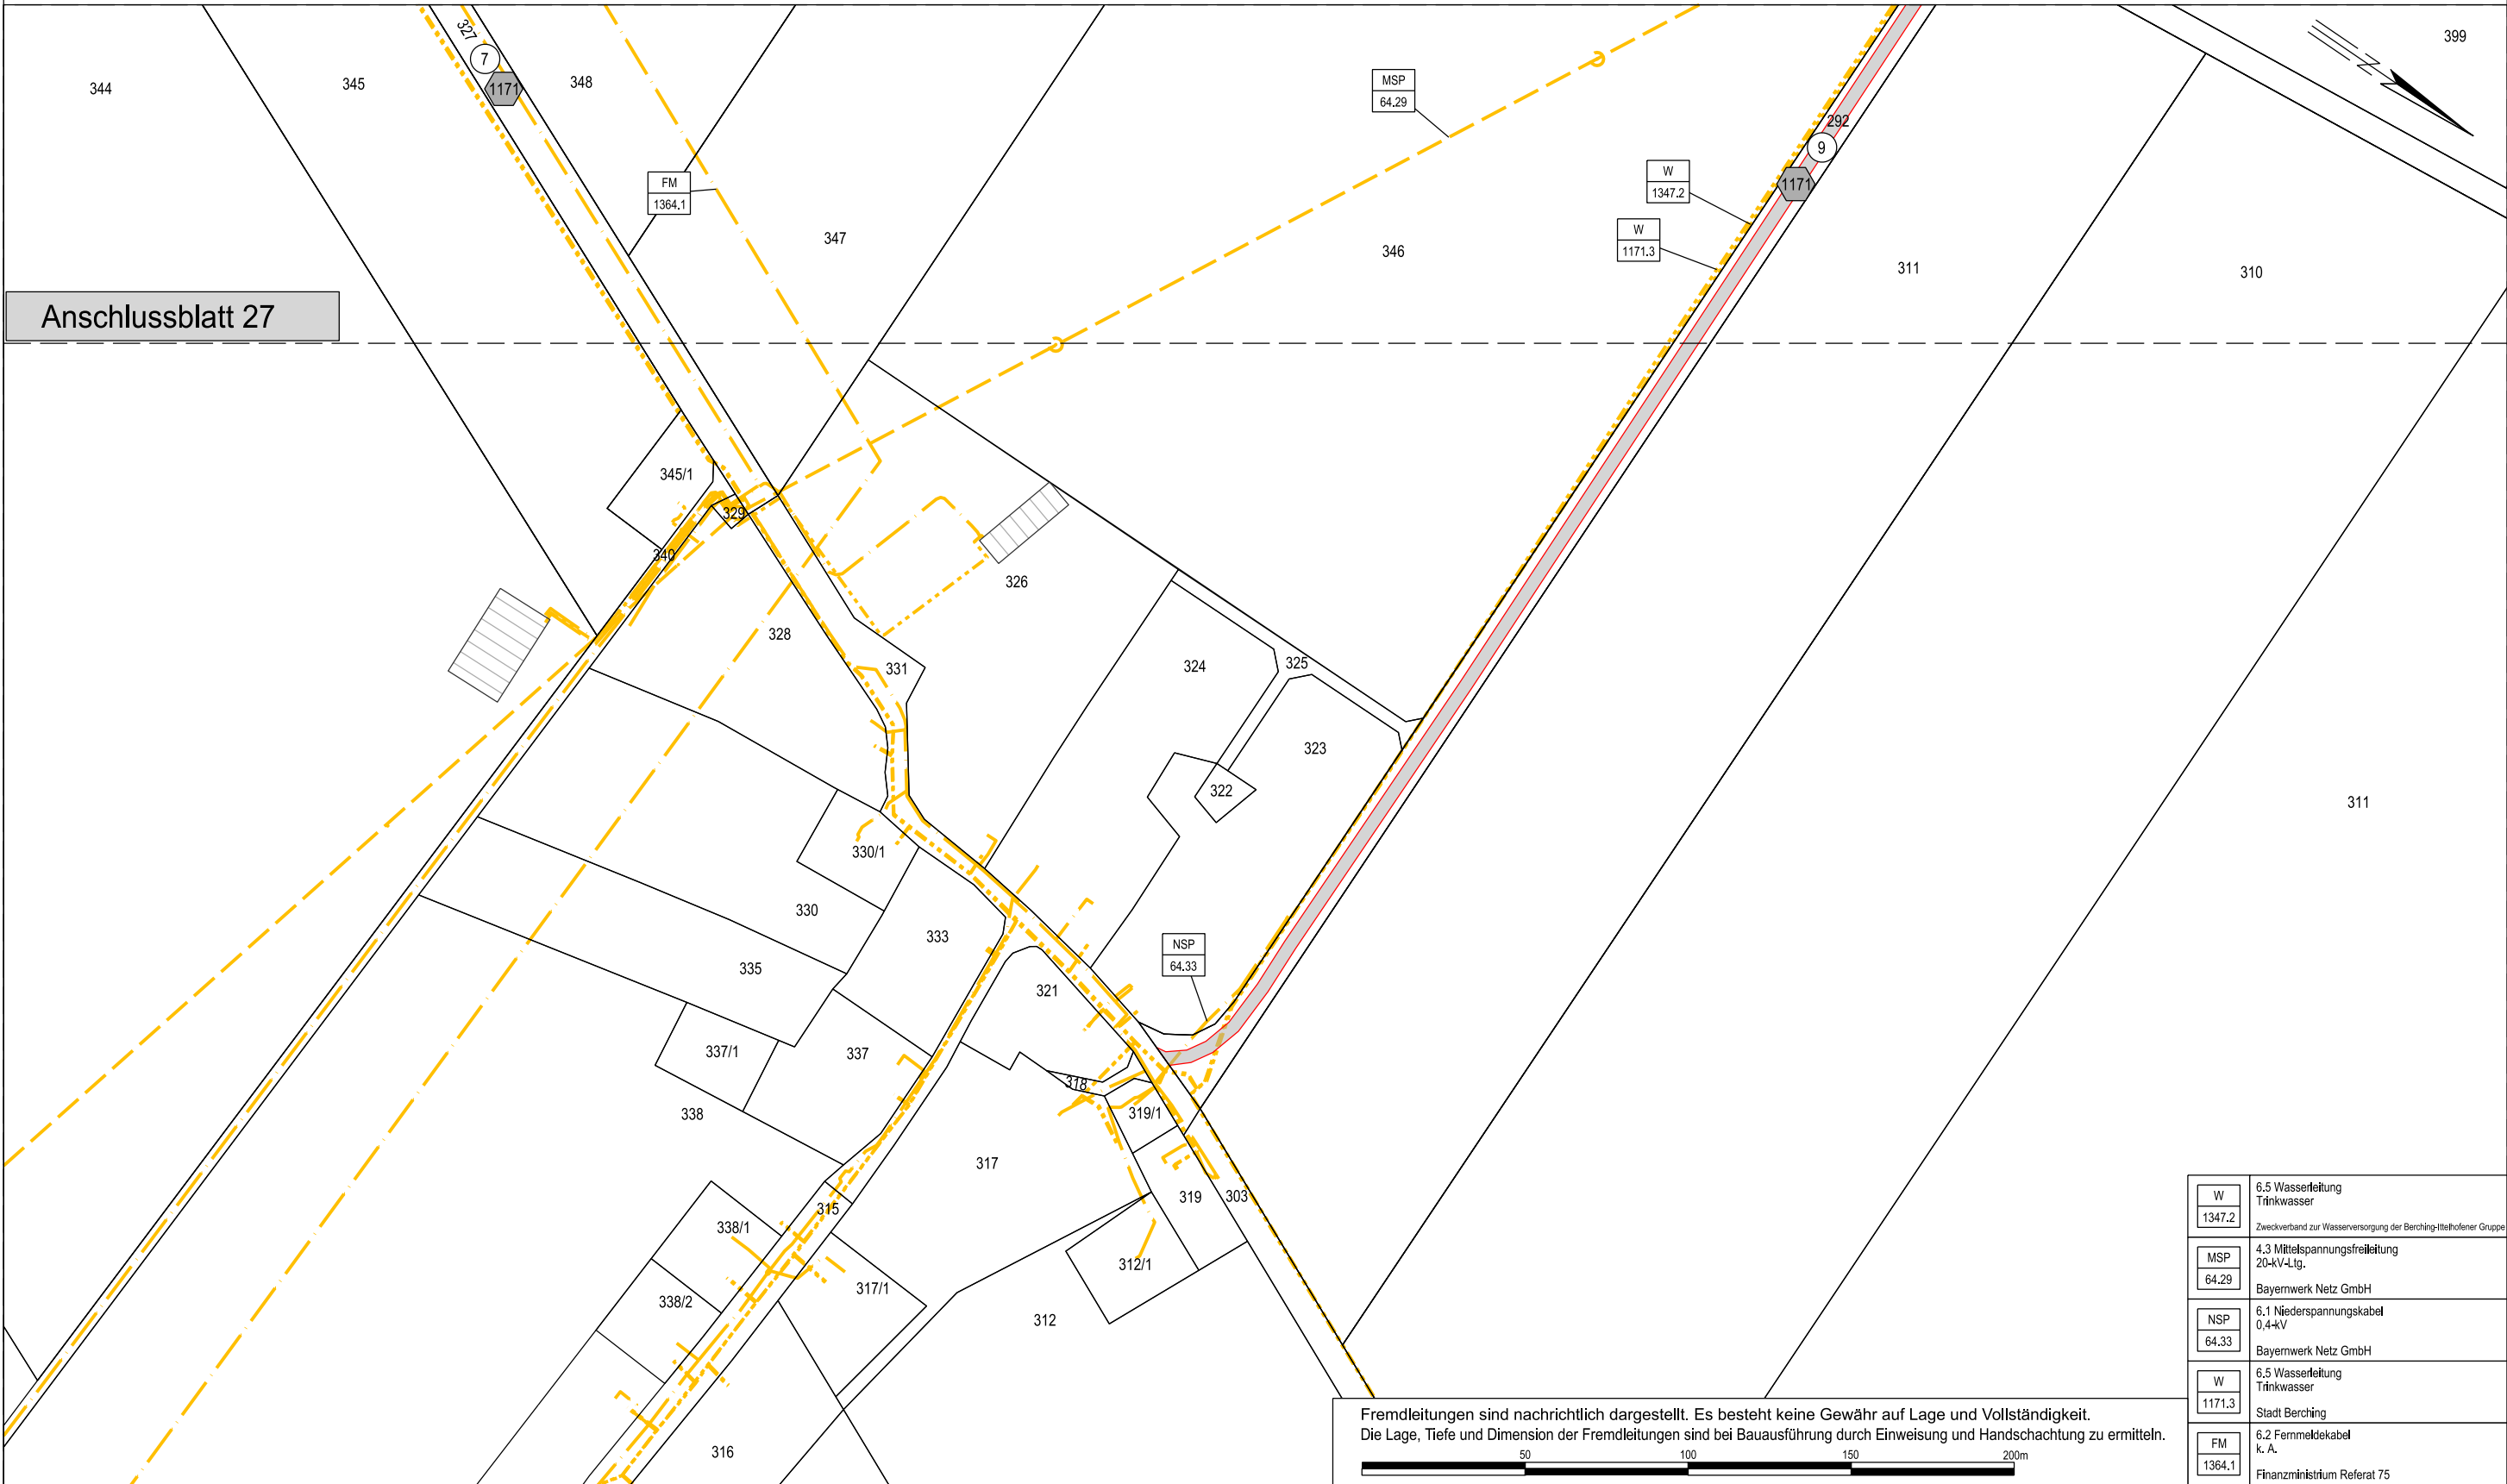 399
327
7
1171
344
345
348
MSP
64.29
292
9
1171
FM
1364.1
W
1347.2
W
1171.3
347
346
311
310
Anschlussblatt 27
345/1
329
340
326
328
331
324
325
323
322
311
330/1
330
333
335
NSP
64.33
321
337/1
337
318
338
319/1
317
319
303
315
338/1
312/1
317/1
338/2
312
316
W
1347.2
6.5 Wasserleitung
Trinkwasser
Zweckverband zur Wasserversorgung der Berching-Ittelhofener Gruppe
MSP
64.29
4.3 Mittelspannungsfreileitung
20-kV-Ltg.
Bayernwerk Netz GmbH
NSP
64.33
6.1 Niederspannungskabel
0,4-kV
Bayernwerk Netz GmbH
W
1171.3
6.5 Wasserleitung
Trinkwasser
Stadt Berching
FM
1364.1
6.2 Fernmeldekabel
k. A.
Finanzministrium Referat 75
Fremdleitungen sind nachrichtlich dargestellt. Es besteht keine Gewähr auf Lage und Vollständigkeit.
Die Lage, Tiefe und Dimension der Fremdleitungen sind bei Bauausführung durch Einweisung und Handschachtung zu ermitteln.
50 100 150 200m